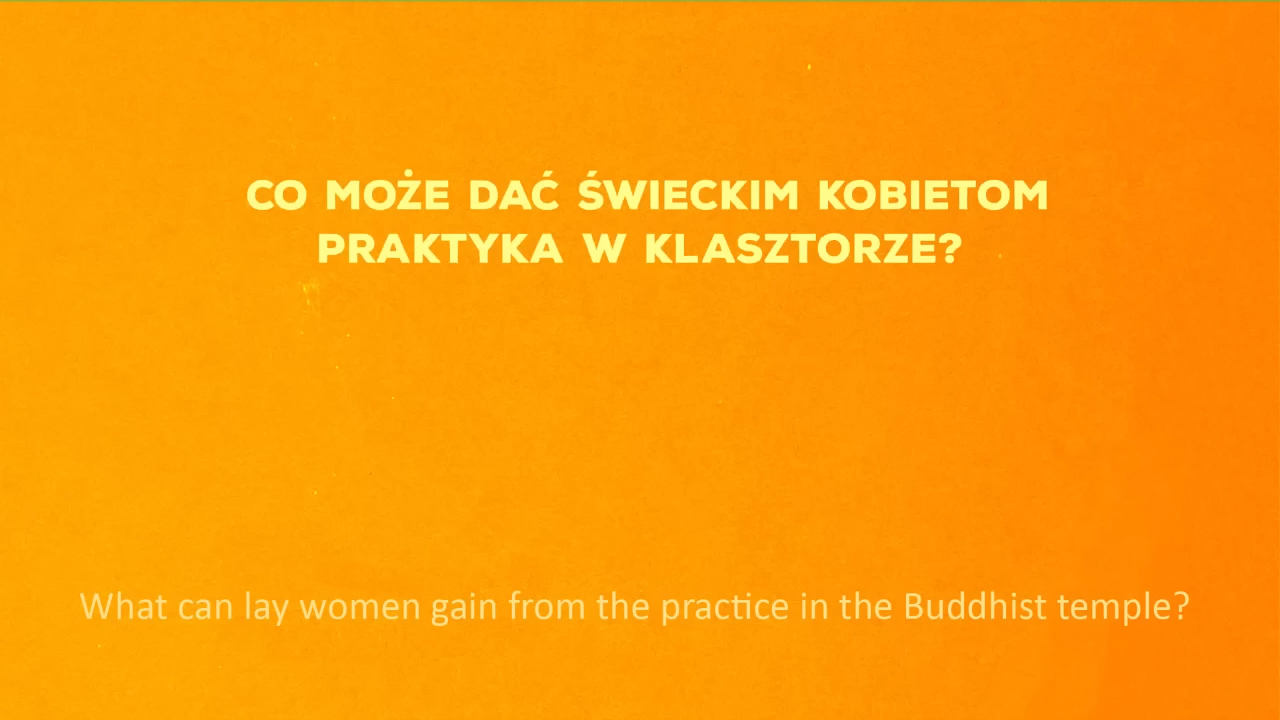 CO MOŻE DAĆ ŚWIECKIM KOBIETOM
PRAKTYKA W KLASZTORZE?
What can lay women gain from the practice in the Buddhist temple?